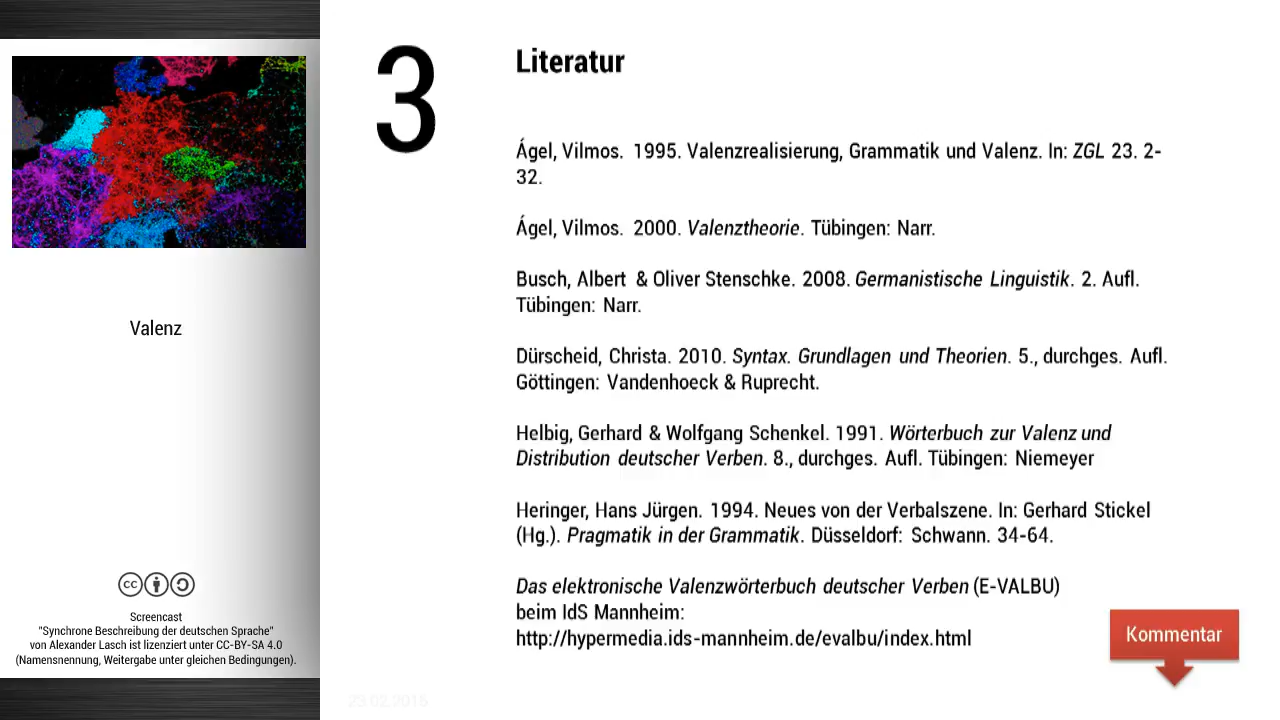 3
Literatur
Ágel, Vilmos. 1995. Valenzrealisierung, Grammatik und Valenz. In: ZGL 23. 2-
32.
Ágel, Vilmos. 2000. Valenztheorie. Tübingen: Narr.
Busch, Albert & Oliver Stenschke. 2008. Germanistische Linguistik. 2. Aufl.
Tübingen: Narr.
Dürscheid, Christa. 2010. Syntax. Grundlagen und Theorien. 5., durchges. Aufl.
Göttingen: Vandenhoeck & Ruprecht.
Helbig, Gerhard & Wolfgang Schenkel. 1991. Wörterbuch zur Valenz und
Distribution deutscher Verben. 8., durchges. Aufl. Tübingen: Niemeyer
Heringer, Hans Jürgen. 1994. Neues von der Verbalszene. In: Gerhard Stickel
(Hg.). Pragmatik in der Grammatik. Düsseldorf: Schwann. 34-64.
Das elektronische Valenzwörterbuch deutscher Verben (E-VALBU)
beim IdS Mannheim:
http://hypermedia.ids-mannheim.de/evalbu/index.html
Kommentar
Valenz
cc
Screencast
"Synchrone Beschreibung der deutschen Sprache"
von Alexander Lasch ist lizenziert unter CC-BY-SA 4.0
(Namensnennung, Weitergabe unter gleichen Bedingungen).